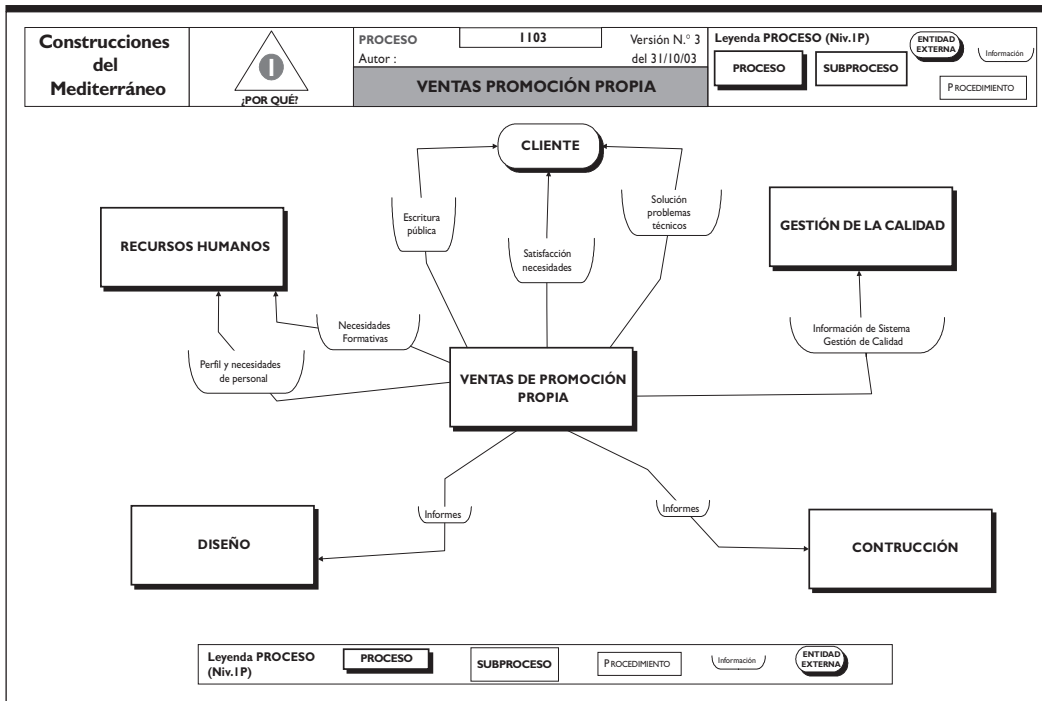 Construcciones
del
Mediterráneo
I
¿POR QUÉ?
PROCESO
1103
Versión N.° 3
Autor :
del 31/10/03
VENTAS PROMOCIÓN PROPIA
Leyenda PROCESO (Niv.1P)
PROCESO
SUBPROCESO
ENTIDAD
EXTERNA
Información
PROCEDIMIENTO
CLIENTE
Escritura
pública
Satisfacción
necesidades
Solución
problemas
técnicos
RECURSOS HUMANOS
GESTIÓN DE LA CALIDAD
Necesidades
Formativas
Perfil y necesidades
de personal
Información de Sistema
Gestión de Calidad
VENTAS DE PROMOCIÓN
PROPIA
Informes
Informes
DISEÑO
CONTRUCCIÓN
Leyenda PROCESO
(Niv.1P)
PROCESO
SUBPROCESO
PROCEDIMIENTO
Información
ENTIDAD
EXTERNA